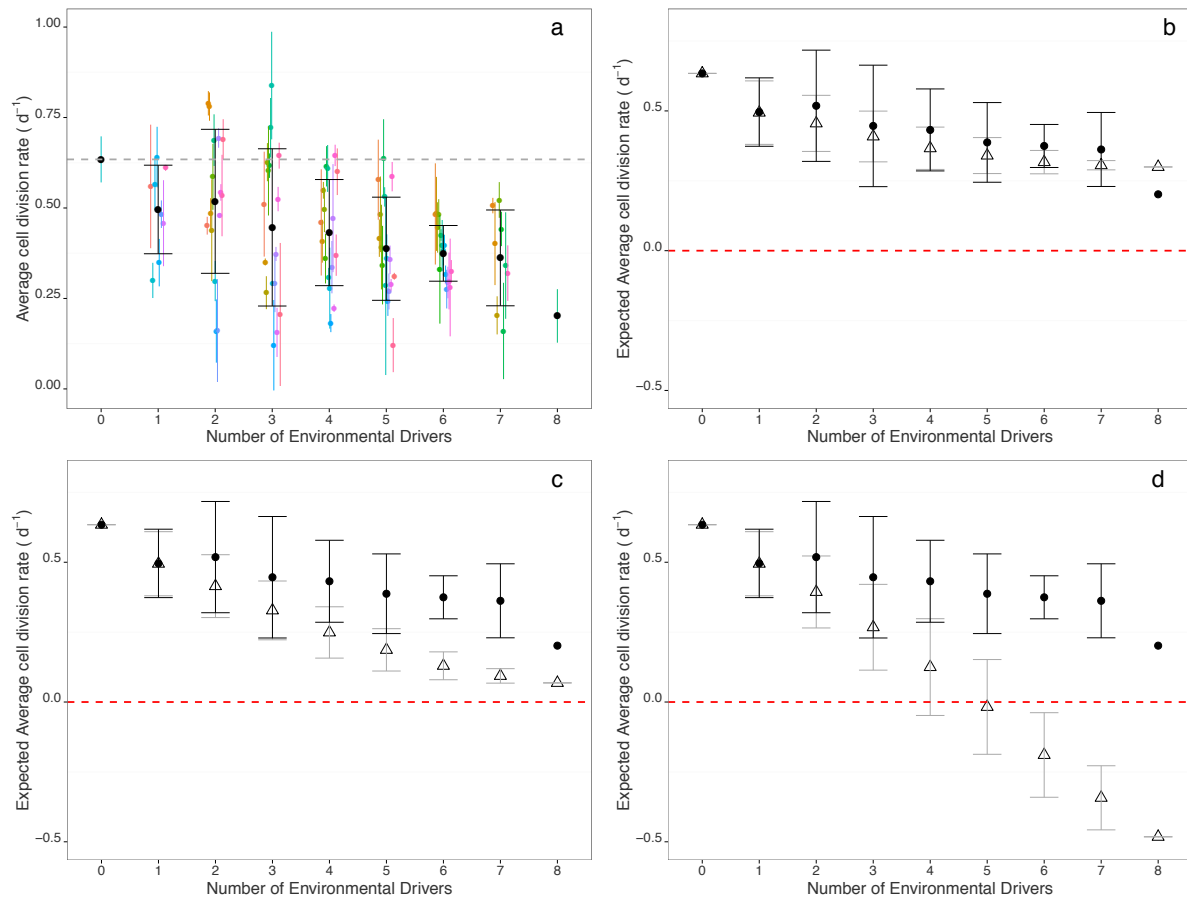 a
Average cell division rate ( d⁻¹)
1.00
0.75
0.50
0.25
0.00
0 1 2 3 4 5 6 7 8
Number of Environmental Drivers
b
Expected Average cell division rate ( d⁻¹)
0.5
0.0
−0.5
0 1 2 3 4 5 6 7 8
Number of Environmental Drivers
c
Expected Average cell division rate ( d⁻¹)
0.5
0.0
−0.5
0 1 2 3 4 5 6 7 8
Number of Environmental Drivers
d
Expected Average cell division rate ( d⁻¹)
0.5
0.0
−0.5
0 1 2 3 4 5 6 7 8
Number of Environmental Drivers